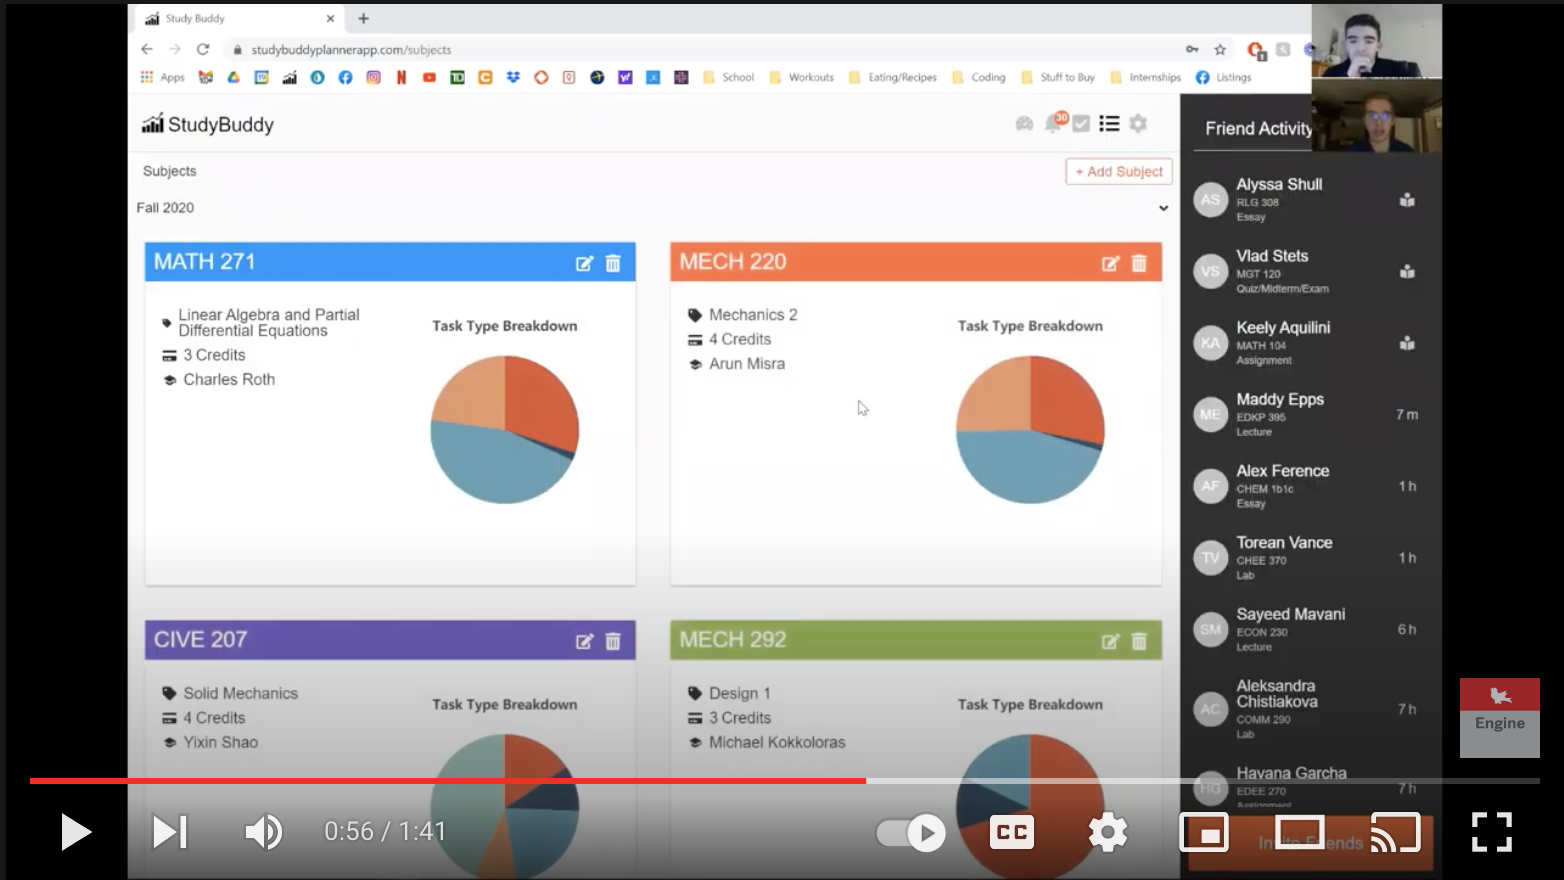 Study Buddy
studybuddyplannerapp.com/subjects
Apps
School
Workouts
Eating/Recipes
Coding
Stuff to Buy
Internships
Listings
StudyBuddy
30
Subjects
+ Add Subject
Fall 2020
MATH 271
Linear Algebra and Partial
Differential Equations
3 Credits
Charles Roth
Task Type Breakdown
MECH 220
Mechanics 2
4 Credits
Arun Misra
Task Type Breakdown
CIVE 207
Solid Mechanics
4 Credits
Yixin Shao
Task Type Breakdown
MECH 292
Design 1
3 Credits
Michael Kokkoloras
Task Type Breakdown
Friend Activity
AS
Alyssa Shull
RLG 308
Essay
VS
Vlad Stets
MGT 120
Quiz/Midterm/Exam
KA
Keely Aquilini
MATH 104
Assignment
ME
Maddy Epps
EDKP 395
Lecture
7 m
AF
Alex Ference
CHEM 1b1c
Essay
1 h
TV
Torean Vance
CHEE 370
Lab
1 h
SM
Sayeed Mavani
ECON 230
Lecture
6 h
AC
Aleksandra
Chistiakova
COMM 290
Lab
7 h
HG
Havana Garcha
EDEE 270
Assignment
7 h
Engine
0:56 / 1:41
CC